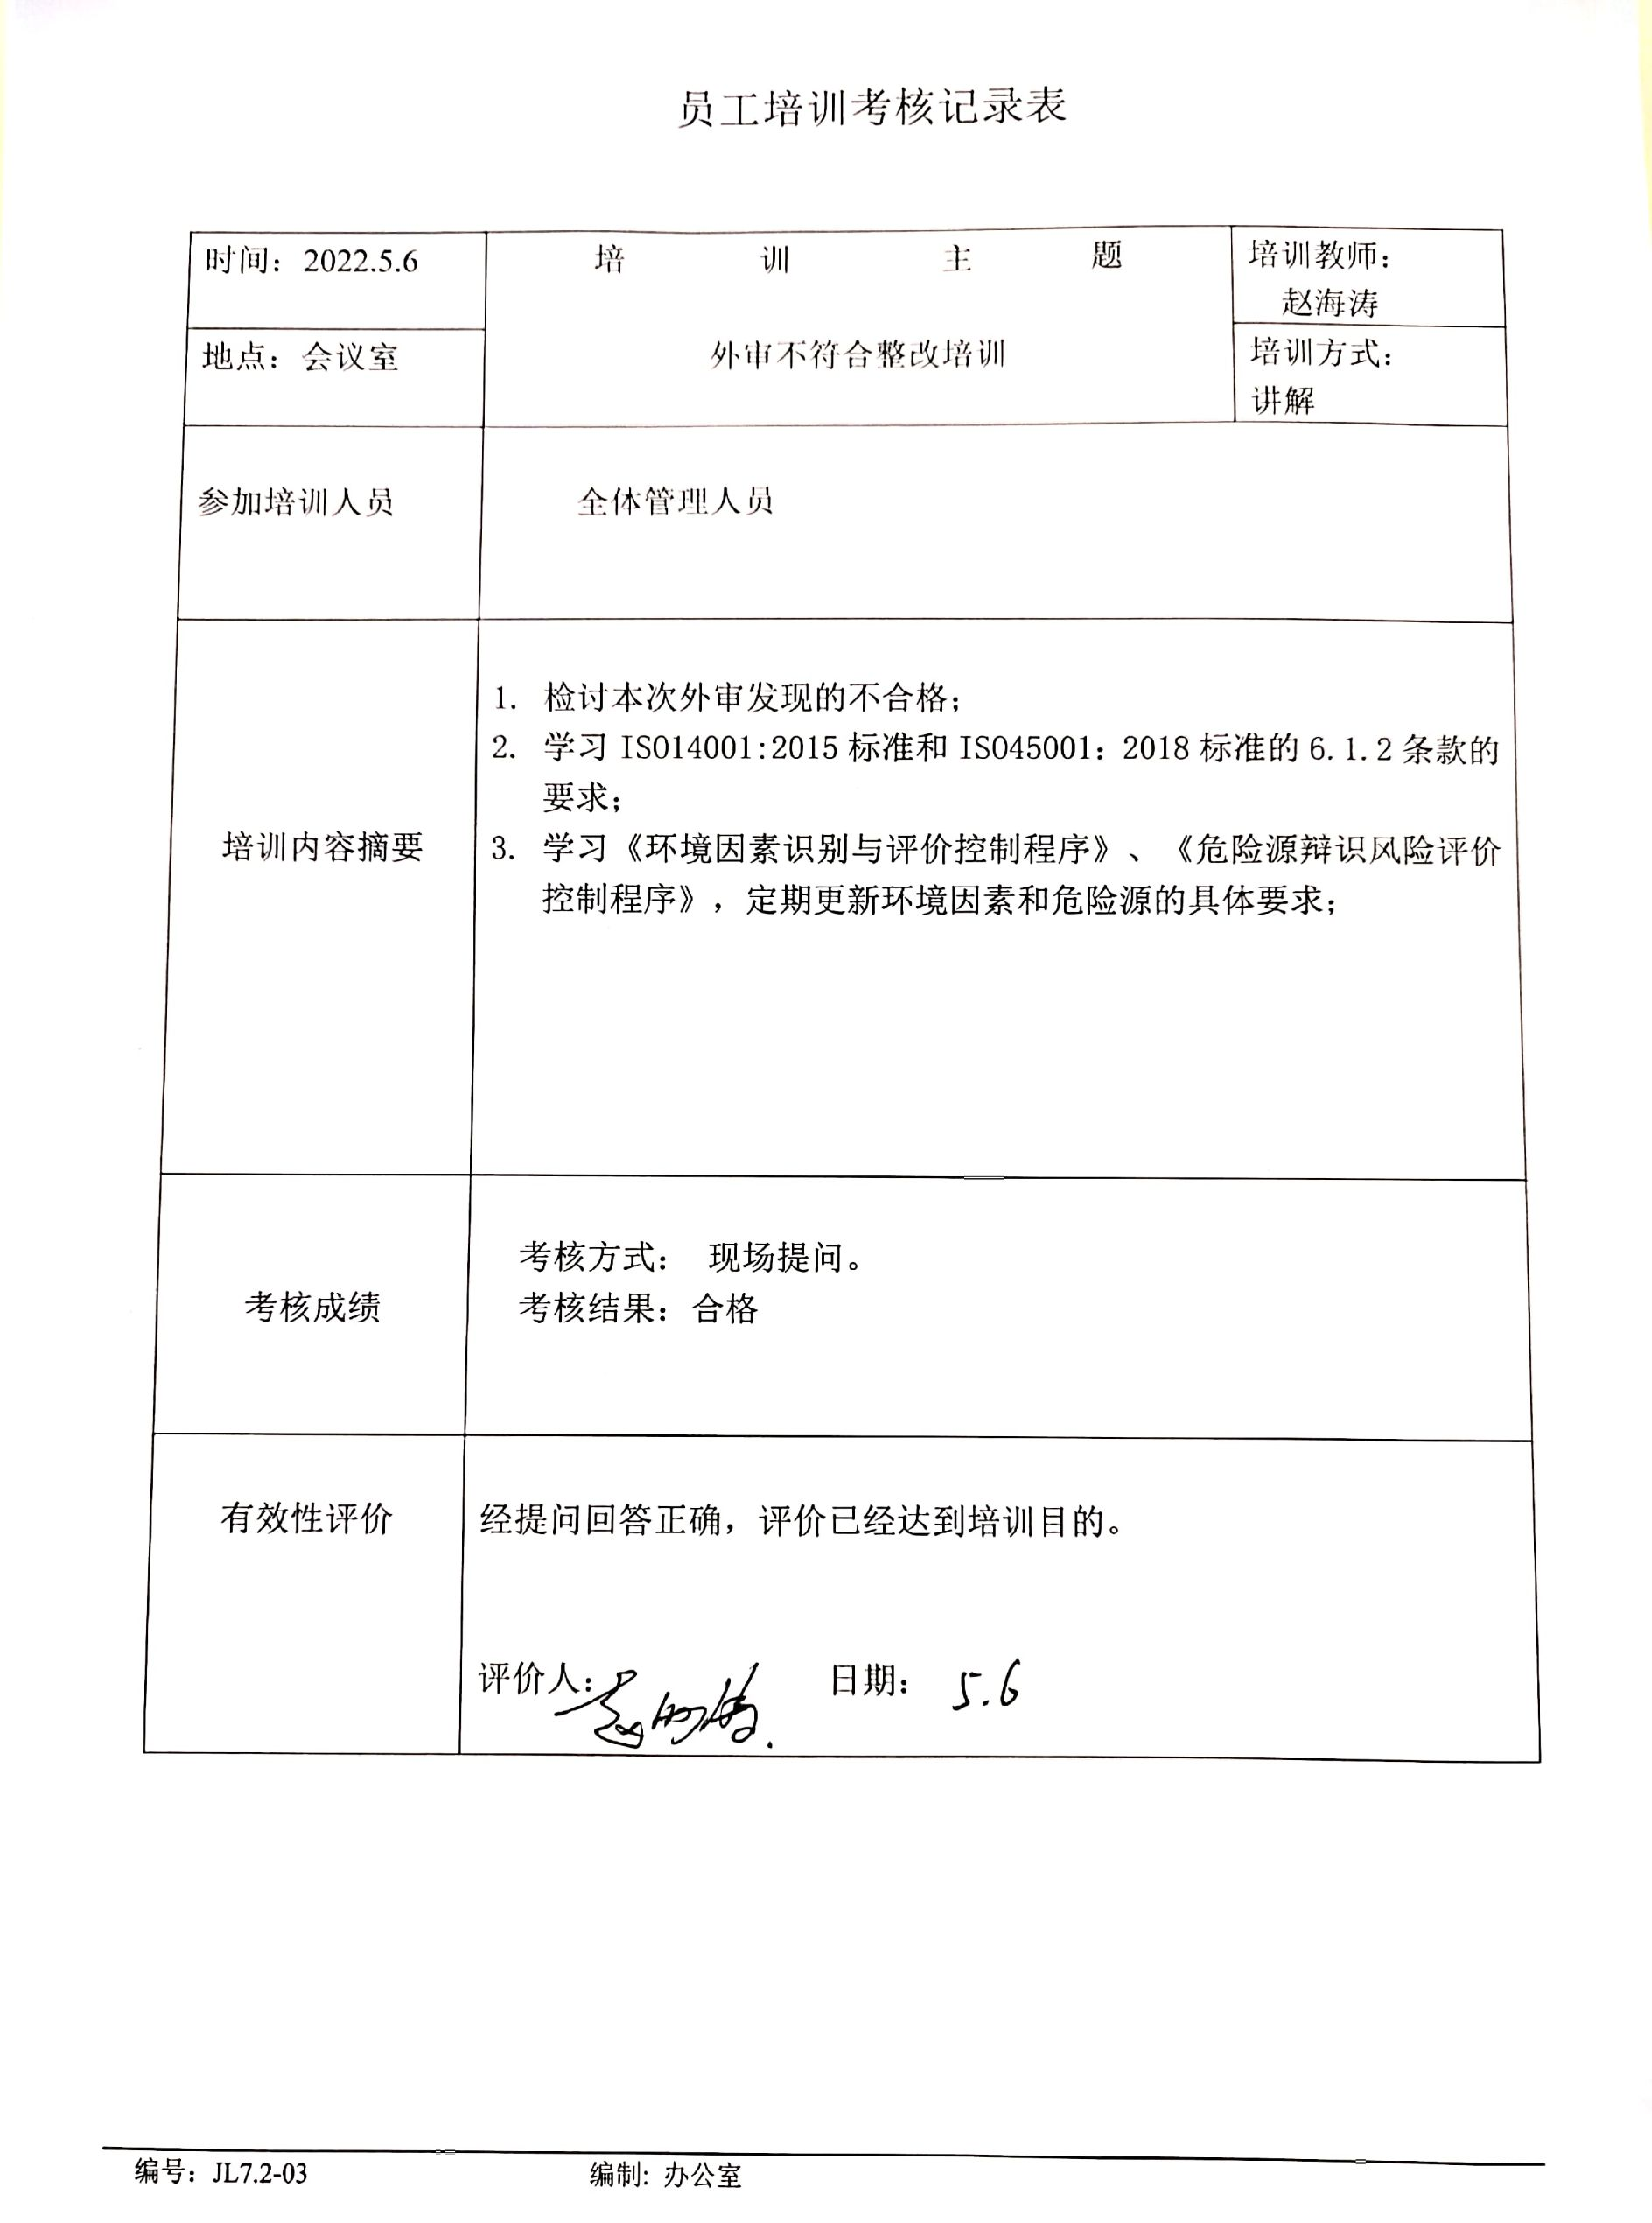 员工培训考核记录表
时间：2022.5.6
培 训 主 题
培训教师：
赵海涛
地点：会议室
外审不符合整改培训
培训方式：
讲解
参加培训人员
全体管理人员
1. 检讨本次外审发现的不合格；
2. 学习 ISO14001:2015 标准和 ISO45001：2018 标准的 6.1.2 条款的
要求；
培训内容摘要
3. 学习《环境因素识别与评价控制程序》、《危险源辩识风险评价
控制程序》，定期更新环境因素和危险源的具体要求；
考核方式： 现场提问。
考核成绩
考核结果：合格
有效性评价
经提问回答正确，评价已经达到培训目的。
评价人：赵海涛 日期：5.6
编号：JL7.2-03
编制：办公室